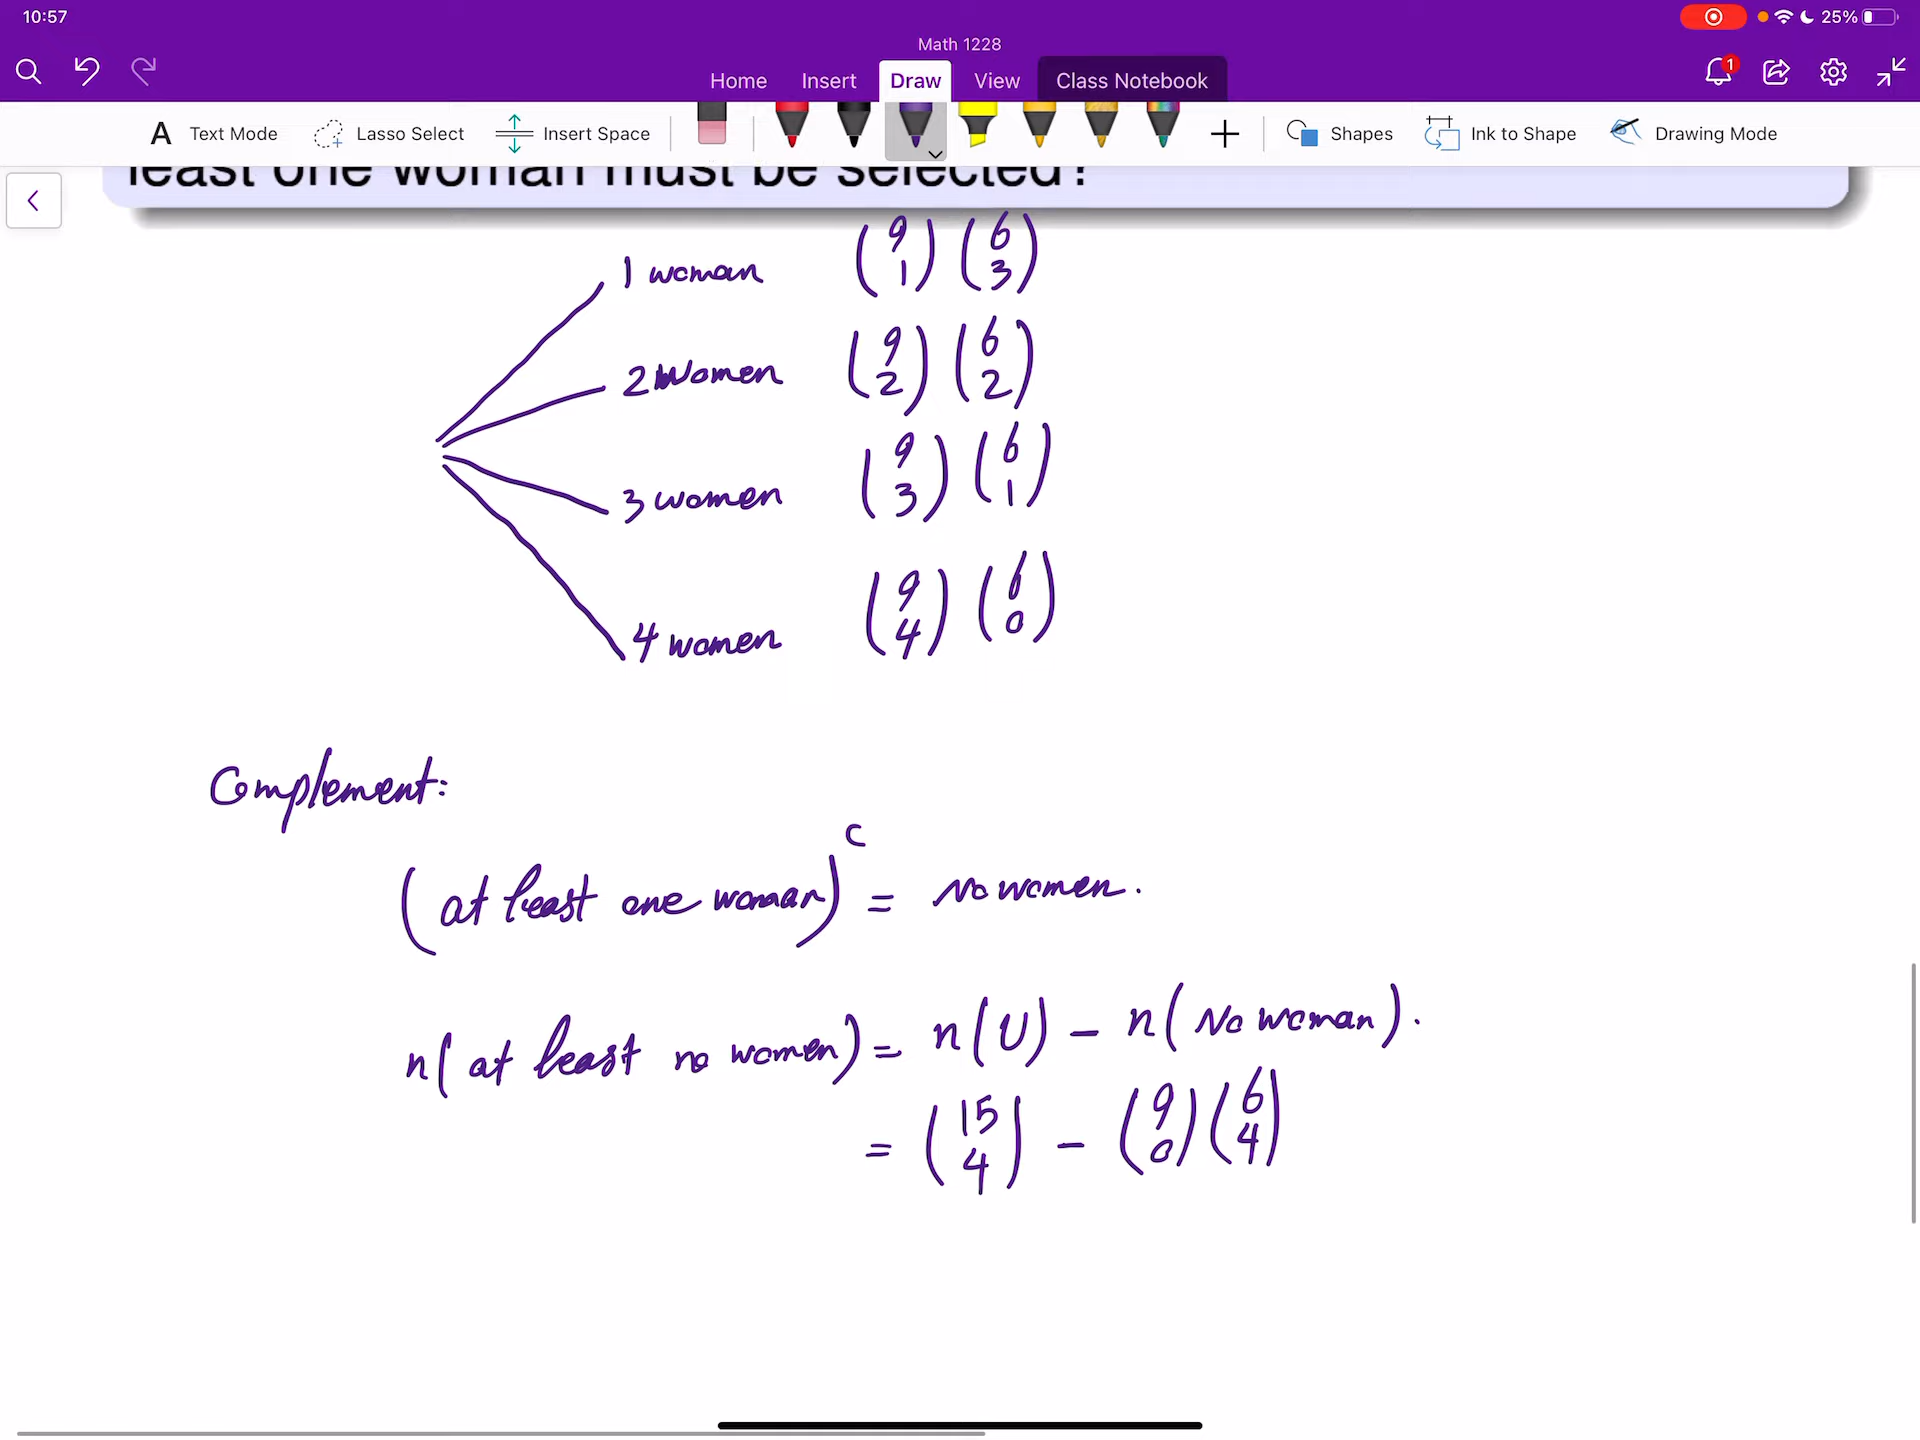 10:57
25%
Math 1228
Home Insert Draw View Class Notebook
1
A Text Mode Lasso Select Insert Space Shapes Ink to Shape Drawing Mode
least one woman must be selected?
1 woman (9 1) (6 3)
2 women (9 2) (6 2)
3 women (9 3) (6 1)
4 women (9 4) (6 0)
Complement:
(at least one woman)ᶜ = No women.
n(at least no women) = n(U) - n(No woman).
= (15 4) - (9 0)(6 4)